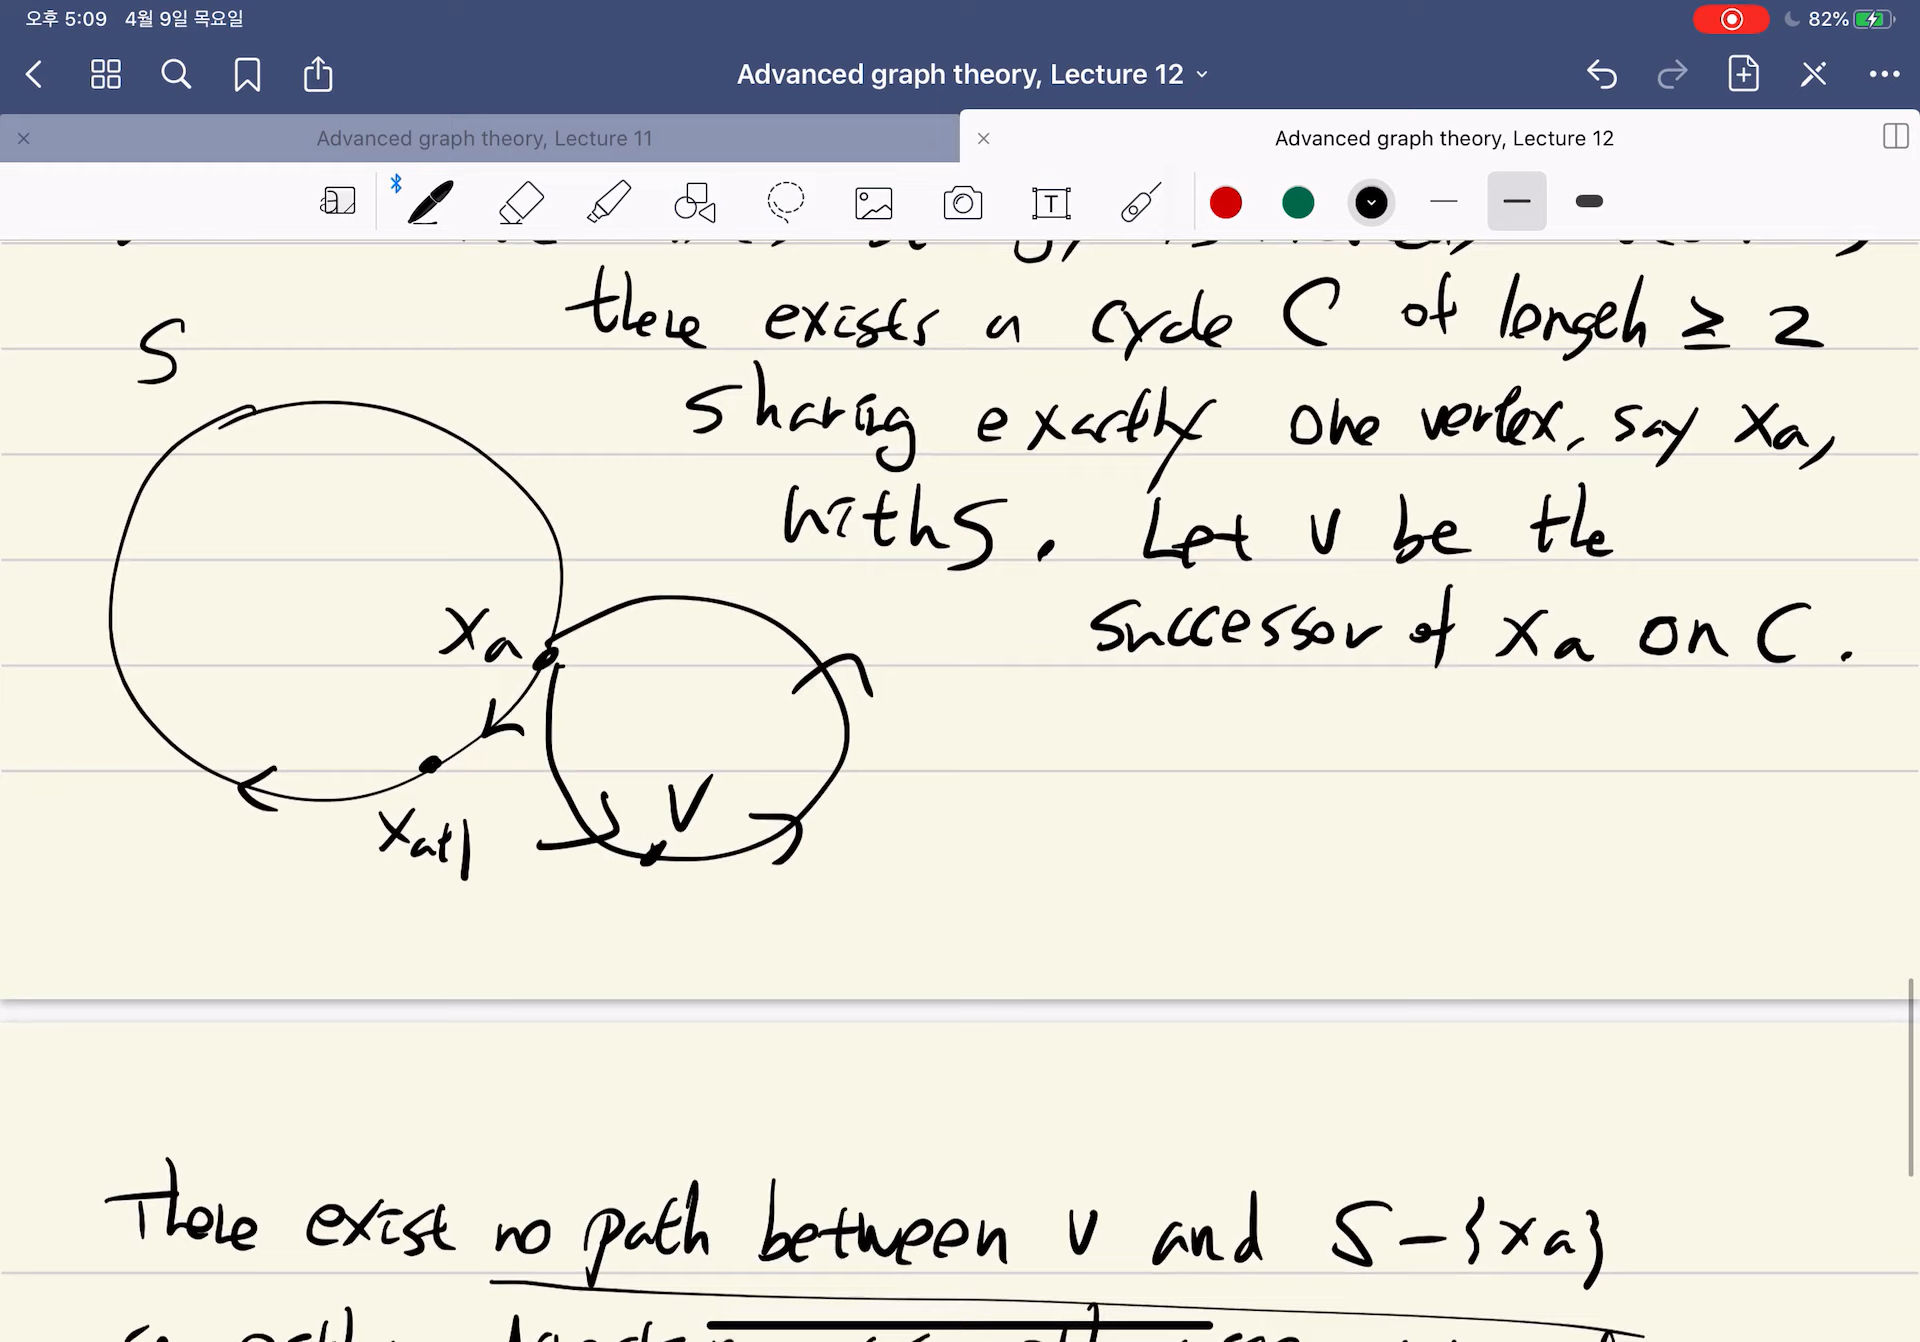 오후 5:09 4월 9일 목요일
82%
Advanced graph theory, Lecture 12
Advanced graph theory, Lecture 11
Advanced graph theory, Lecture 12
there exists a cycle C of length ≥ 2
S
sharing exactly one vertex, say xa,
with S. Let v be the
successor of xa on C.
xa
v
xa+1
There exist no path between v and S-{xa}